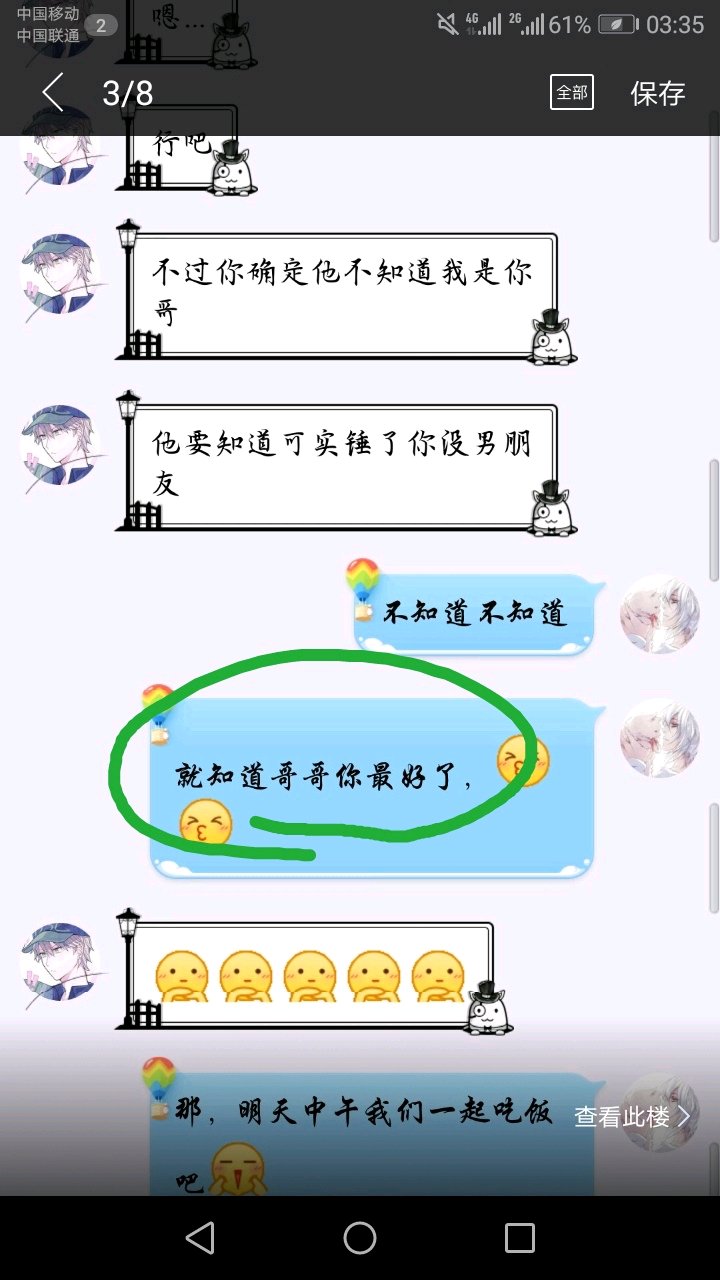 中国移动
中国联通
2
4G
2G
61%
03:35
嗯...
3/8
全部
保存
行吧
不过你确定他不知道我是你
哥
他要知道可实锤了你没男朋
友
不知道不知道
就知道哥哥你最好了，
那，明天中午我们一起吃饭
查看此楼
吧